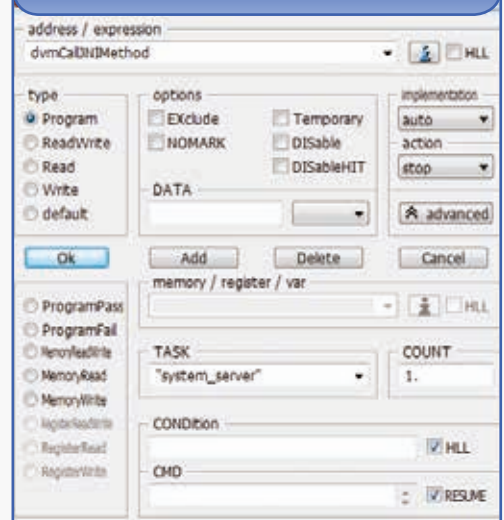 address / expression
dvmCallJNIMethod
HLL
type
options
implementation
Program
EXclude
Temporary
auto
ReadWrite
NOMARK
DISable
action
Read
DISableHIT
stop
Write
DATA
default
advanced
Ok
Add
Delete
Cancel
memory / register / var
ProgramPass
HLL
ProgramFail
MemoryReadWrite
TASK
COUNT
MemoryRead
"system_server"
1.
MemoryWrite
RegisterReadWrite
CONDition
RegisterRead
HLL
RegisterWrite
CMD
RESUME